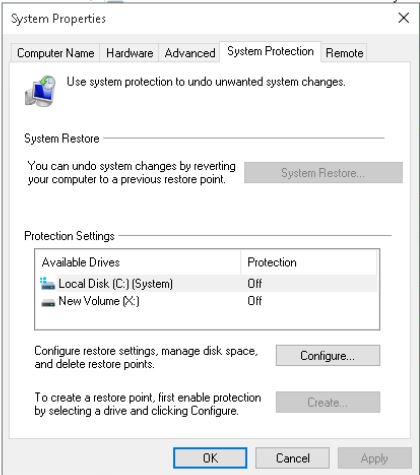 System Properties
Computer Name Hardware Advanced System Protection Remote
Use system protection to undo unwanted system changes.
System Restore
You can undo system changes by reverting
your computer to a previous restore point.
System Restore...
Protection Settings
Available Drives Protection
Local Disk (C:) (System) Off
New Volume (X:) Off
Configure restore settings, manage disk space,
and delete restore points.
Configure...
To create a restore point, first enable protection
by selecting a drive and clicking Configure.
Create...
OK Cancel Apply